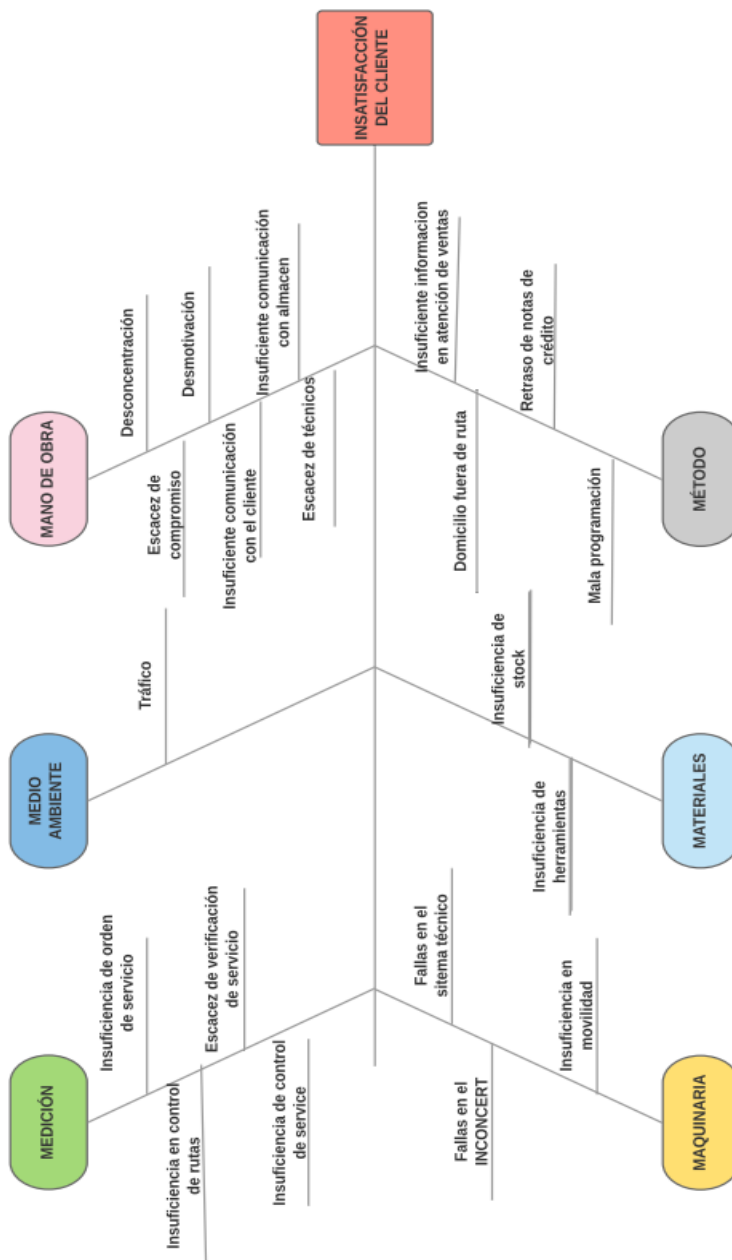 MEDICIÓN
MEDIO
AMBIENTE
MANO DE OBRA
Insuficiencia de orden
de servicio
Insuficiencia en control
de rutas
Escacez de verificación
de servicio
Insuficiencia de control
de service
Tráfico
Desconcentración
Escacez de
compromiso
Desmotivación
Insuficiente comunicación
con el cliente
Insuficiente comunicación
con almacen
Escacez de técnicos
INSATISFACCIÓN
DEL CLIENTE
Fallas en el
sitema técnico
Fallas en el
INCONCERT
Insuficiencia en
movilidad
Insuficiencia de
stock
Insuficiencia de
herramientas
Insuficiente informacion
en atención de ventas
Domicilio fuera de ruta
Retraso de notas de
crédito
Mala programación
MAQUINARIA
MATERIALES
MÉTODO